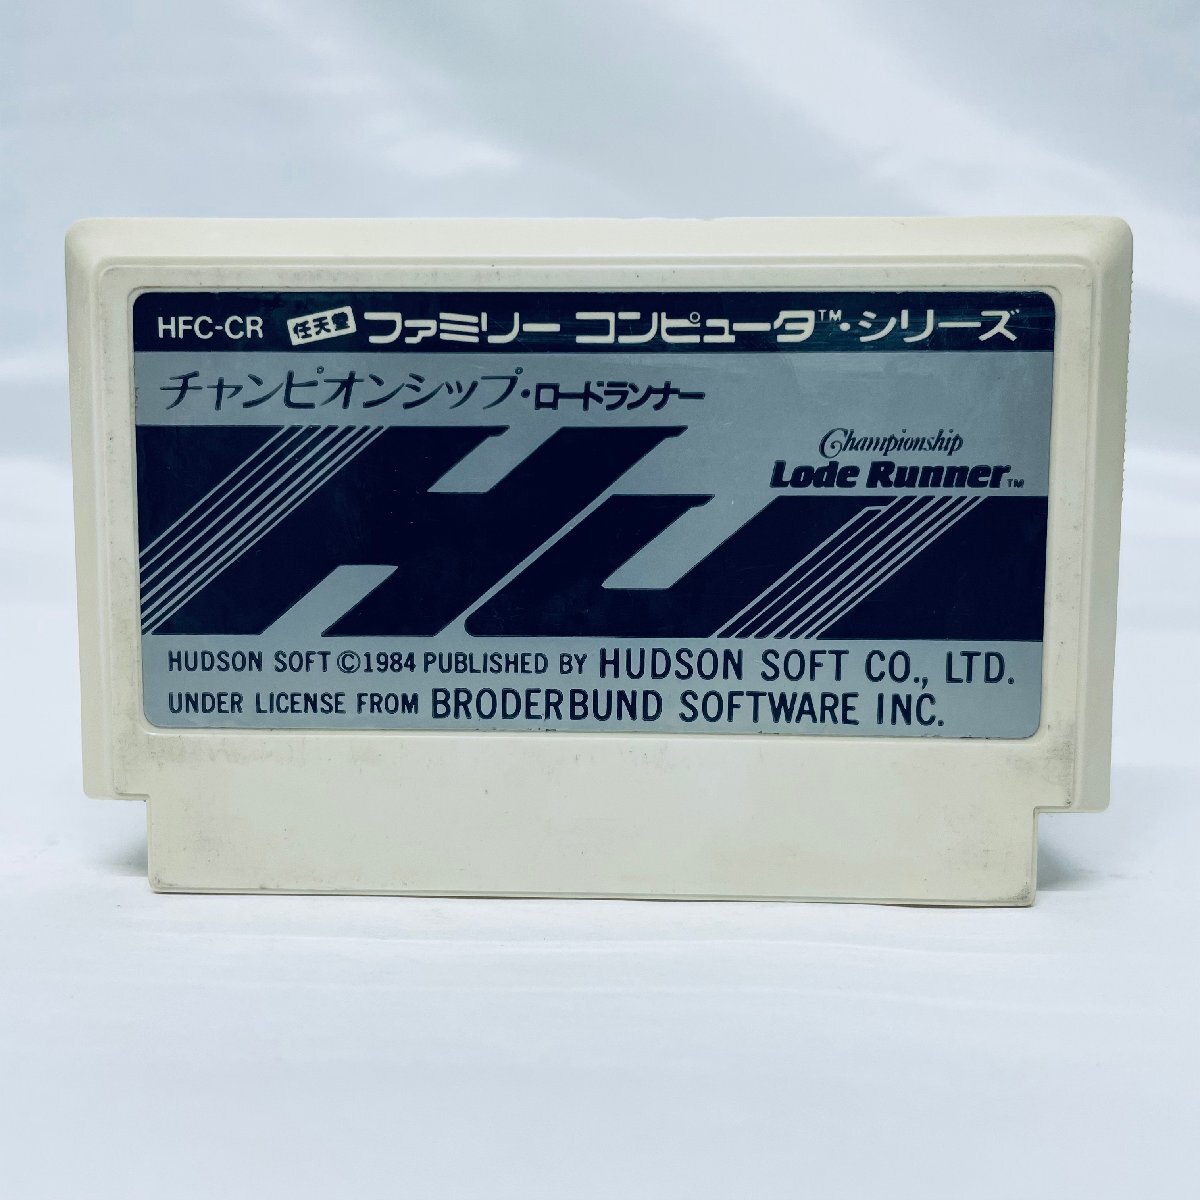 HFC-CR 任天堂 ファミリー コンピュータ™・シリーズ
チャンピオンシップ・ロードランナー
Championship
Lode Runner™
HU
HUDSON SOFT ©1984 PUBLISHED BY HUDSON SOFT CO., LTD.
UNDER LICENSE FROM BRODERBUND SOFTWARE INC.